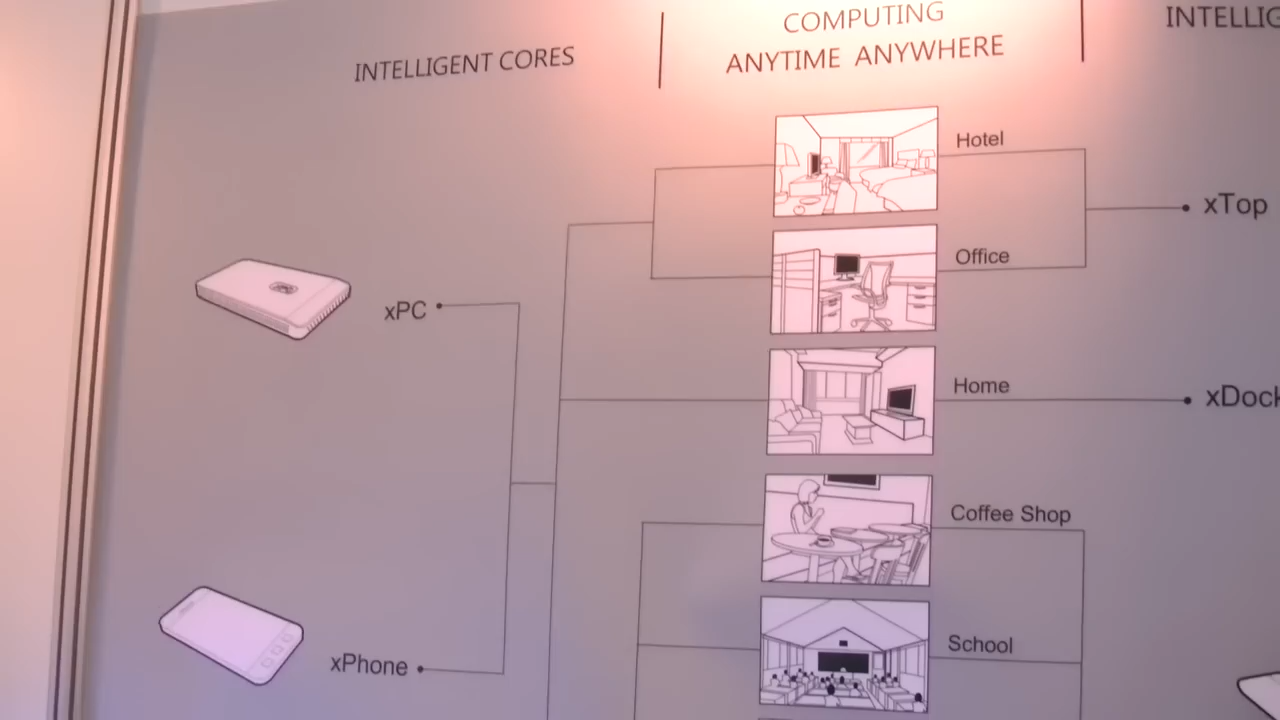 INTELLIGENT CORES
COMPUTING
ANYTIME ANYWHERE
Hotel
xTop
Office
xPC
Home
Coffee Shop
School
xPhone